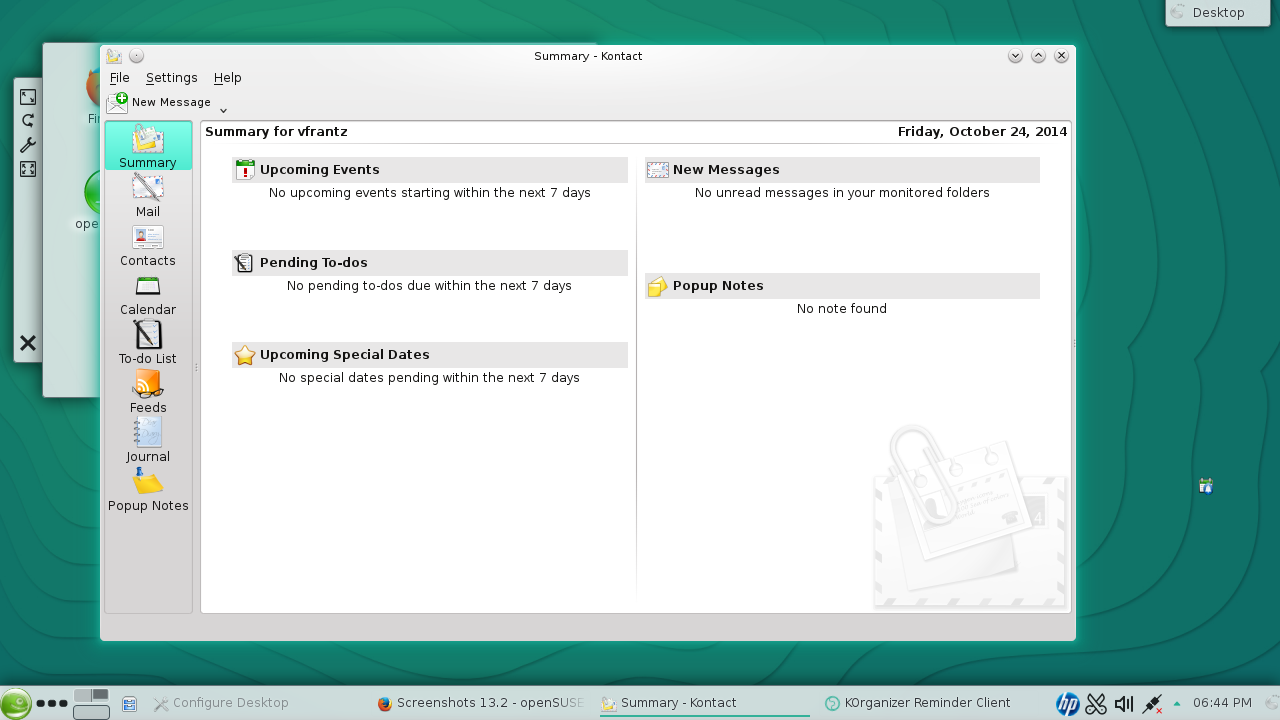 Desktop
Summary - Kontact
File Settings Help
New Message
Summary for vfrantz
Friday, October 24, 2014
Summary
Mail
Contacts
Calendar
To-do List
Feeds
Journal
Popup Notes
Upcoming Events
No upcoming events starting within the next 7 days
Pending To-dos
No pending to-dos due within the next 7 days
Upcoming Special Dates
No special dates pending within the next 7 days
New Messages
No unread messages in your monitored folders
Popup Notes
No note found
Fi
ope
Configure Desktop
Screenshots 13.2 - openSUSE
Summary - Kontact
KOrganizer Reminder Client
hp
06:44 PM